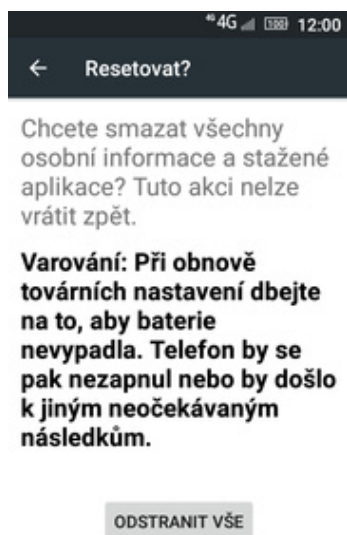 4G 100 12:00
Resetovat?
Chcete smazat všechny
osobní informace a stažené
aplikace? Tuto akci nelze
vrátit zpět.
Varování: Při obnově
továrních nastavení dbejte
na to, aby baterie
nevypadla. Telefon by se
pak nezapnul nebo by došlo
k jiným neočekávaným
následkům.
ODSTRANIT VŠE